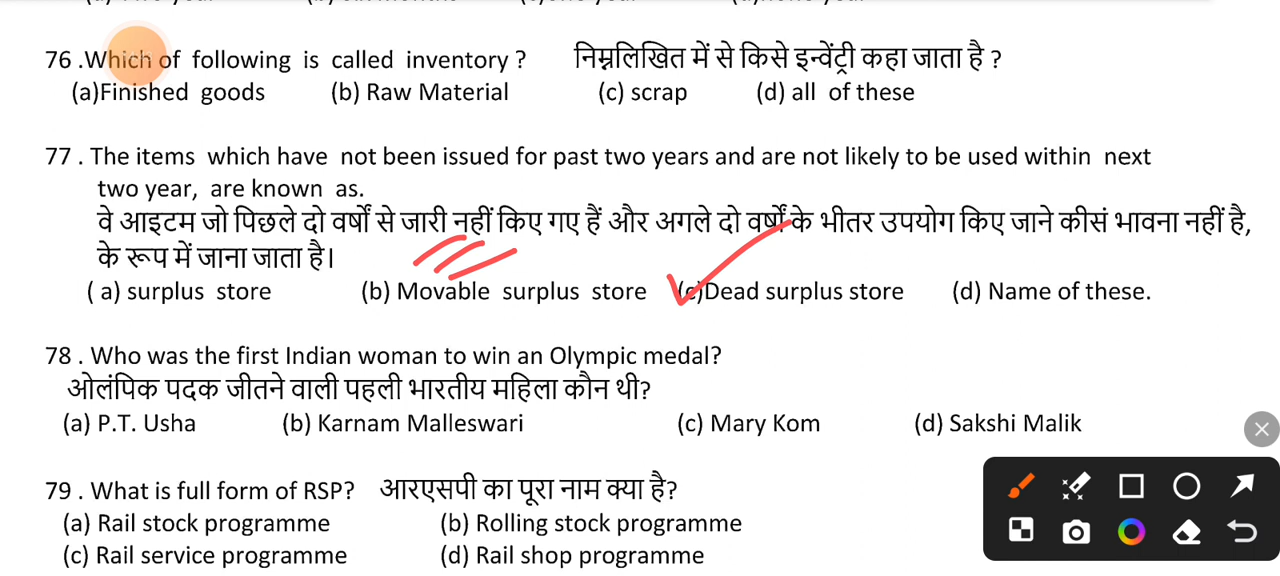 76 .Which of following is called inventory ? निम्नलिखित में से किसे इन्वेंट्री कहा जाता है ?
(a)Finished goods (b) Raw Material (c) scrap (d) all of these
77 . The items which have not been issued for past two years and are not likely to be used within next
two year, are known as.
वे आइटम जो पिछले दो वर्षों से जारी नहीं किए गए हैं और अगले दो वर्षों के भीतर उपयोग किए जाने कीसं भावना नहीं है,
के रूप में जाना जाता है।
( a) surplus store (b) Movable surplus store (c)Dead surplus store (d) Name of these.
78 . Who was the first Indian woman to win an Olympic medal?
ओलंपिक पदक जीतने वाली पहली भारतीय महिला कौन थी?
(a) P.T. Usha (b) Karnam Malleswari (c) Mary Kom (d) Sakshi Malik
79 . What is full form of RSP? आरएसपी का पूरा नाम क्या है?
(a) Rail stock programme (b) Rolling stock programme
(c) Rail service programme (d) Rail shop programme